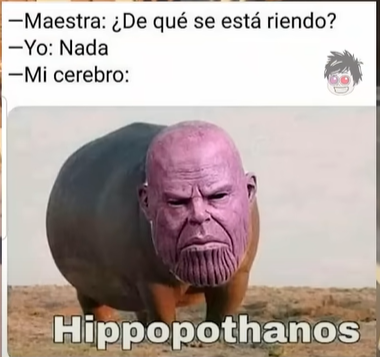 —Maestra: ¿De qué se está riendo?
—Yo: Nada
—Mi cerebro:
Hippopothanos